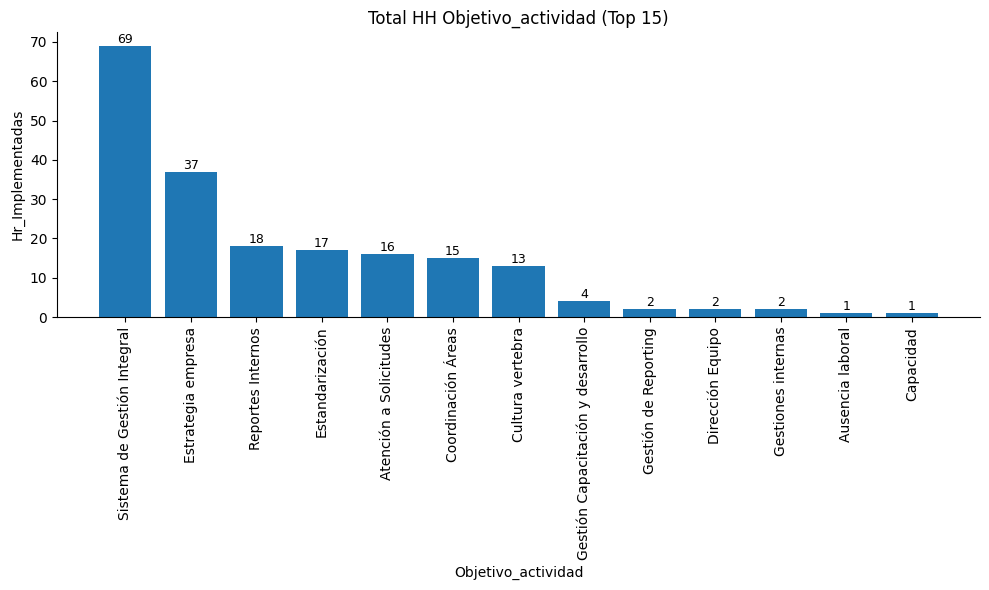 Total HH Objetivo_actividad (Top 15)
Hr_Implementadas
70
60
50
40
30
20
10
0
69
37
18
17
16
15
13
4
2
2
2
1
1
Sistema de Gestión Integral
Estrategia empresa
Reportes Internos
Estandarización
Atención a Solicitudes
Coordinación Áreas
Cultura vertebra
Gestión Capacitación y desarrollo
Gestión de Reporting
Dirección Equipo
Gestiones internas
Ausencia laboral
Capacidad
Objetivo_actividad